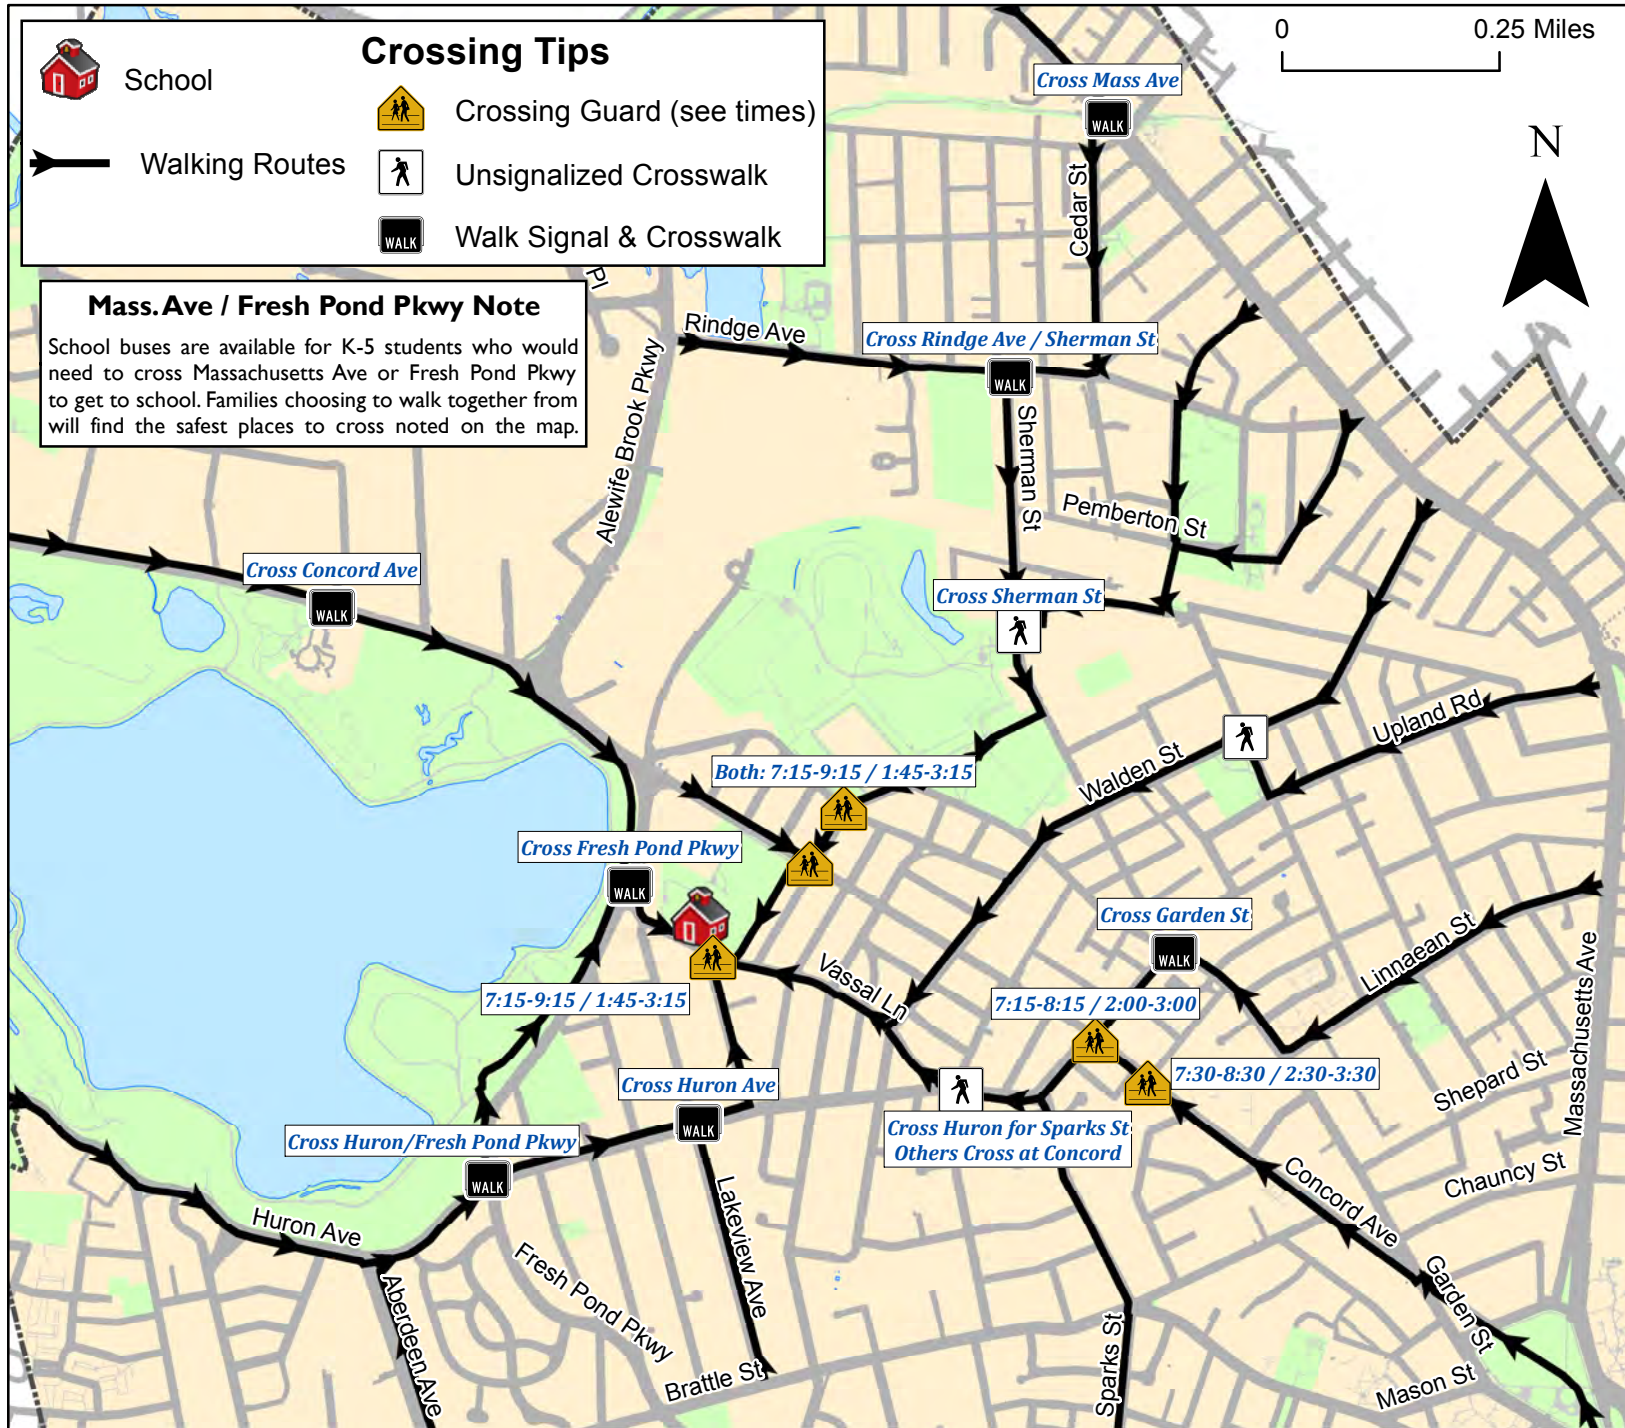 Crossing Tips
School
Walking Routes
Crossing Guard (see times)
Unsignalized Crosswalk
WALK
Walk Signal & Crosswalk
0
0.25 Miles
N
Mass. Ave / Fresh Pond Pkwy Note
School buses are available for K-5 students who would
need to cross Massachusetts Ave or Fresh Pond Pkwy
to get to school. Families choosing to walk together from
will find the safest places to cross noted on the map.
Pl
Cross Mass Ave
WALK
Cedar St
Rindge Ave
Cross Rindge Ave / Sherman St
WALK
Alewife Brook Pkwy
Sherman St
Pemberton St
Cross Concord Ave
WALK
Cross Sherman St
Upland Rd
Walden St
Both: 7:15-9:15 / 1:45-3:15
Cross Fresh Pond Pkwy
WALK
Cross Garden St
WALK
Linnaean St
Massachusetts Ave
Vassal Ln
7:15-9:15 / 1:45-3:15
7:15-8:15 / 2:00-3:00
7:30-8:30 / 2:30-3:30
Shepard St
Cross Huron Ave
WALK
Cross Huron/Fresh Pond Pkwy
WALK
Cross Huron for Sparks St
Others Cross at Concord
Chauncy St
Concord Ave
Huron Ave
Lakeview Ave
Fresh Pond Pkwy
Aberdeen Ave
Brattle St
Sparks St
Garden St
Mason St